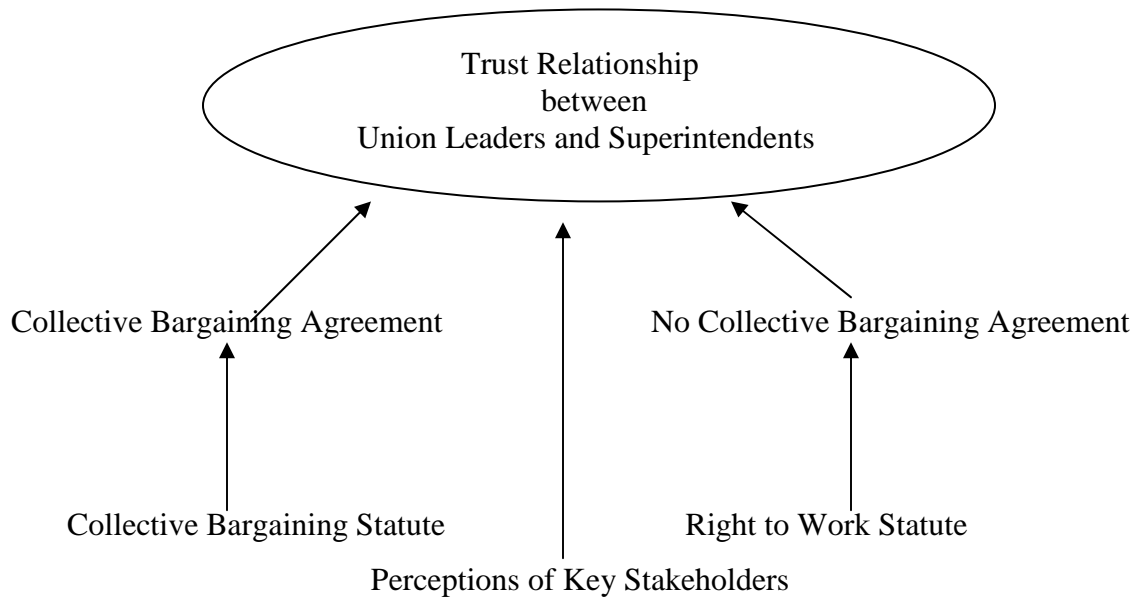 Trust Relationship
between
Union Leaders and Superintendents
Collective Bargaining Agreement
No Collective Bargaining Agreement
Collective Bargaining Statute
Right to Work Statute
Perceptions of Key Stakeholders